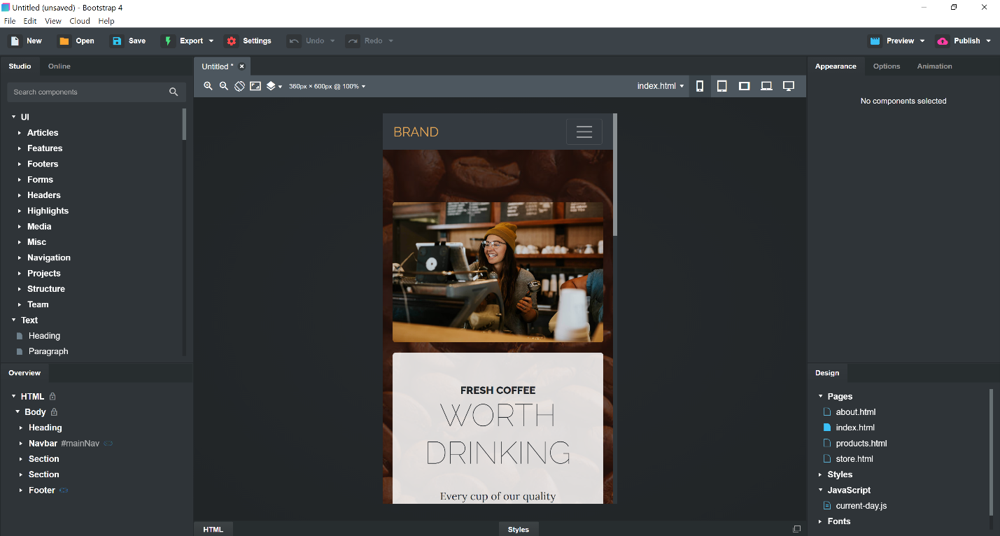 Untitled (unsaved) - Bootstrap 4
File Edit View Cloud Help
New Open Save Export Settings Undo Redo Preview Publish
Studio Online
Untitled *
Appearance Options Animation
Search components
360px × 600px @ 100%
index.html
No components selected
UI
Articles
Features
Footers
Forms
Headers
Highlights
Media
Misc
Navigation
Projects
Structure
Team
Text
Heading
Paragraph
BRAND
FRESH COFFEE
WORTH
DRINKING
Every cup of our quality
Overview
HTML
Body
Heading
Navbar #mainNav
Section
Section
Footer
Design
Pages
about.html
index.html
products.html
store.html
Styles
JavaScript
current-day.js
Fonts
HTML
Styles